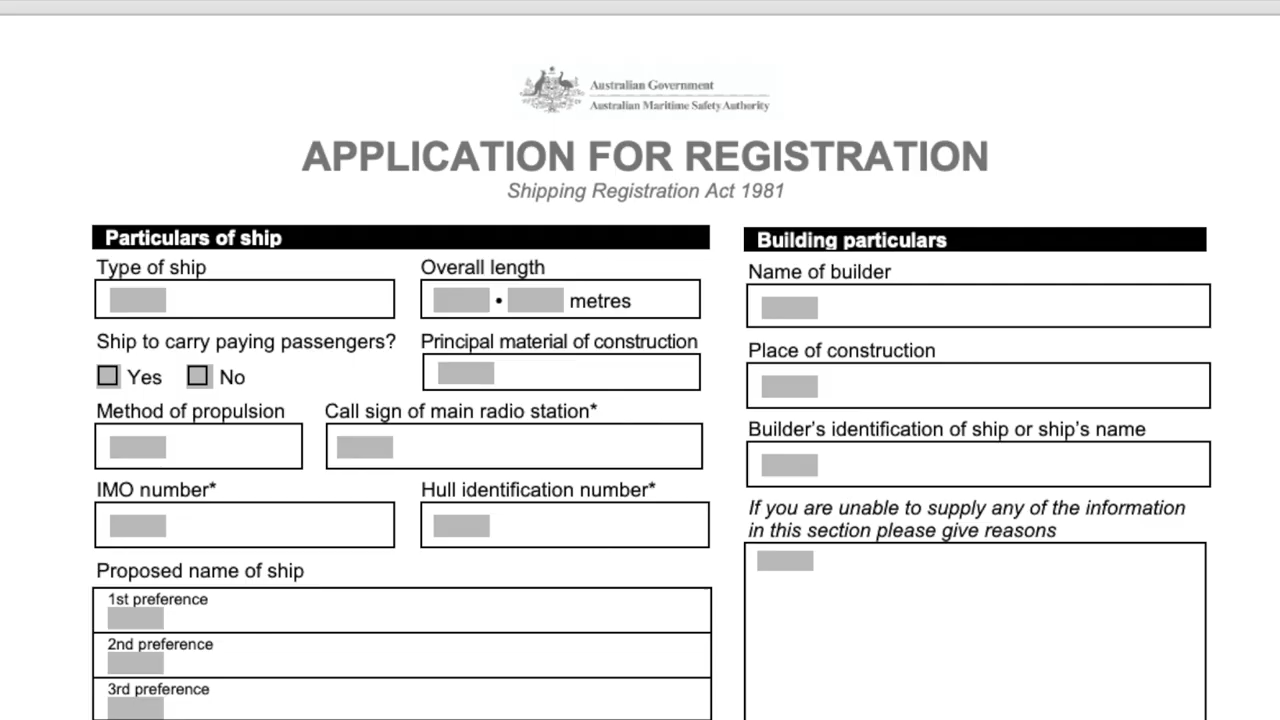 Australian Government
Australian Maritime Safety Authority
APPLICATION FOR REGISTRATION
Shipping Registration Act 1981
Particulars of ship
Type of ship
Overall length
• metres
Ship to carry paying passengers?
Yes No
Principal material of construction
Method of propulsion
Call sign of main radio station*
IMO number*
Hull identification number*
Proposed name of ship
1st preference
2nd preference
3rd preference
Building particulars
Name of builder
Place of construction
Builder’s identification of ship or ship’s name
If you are unable to supply any of the information
in this section please give reasons